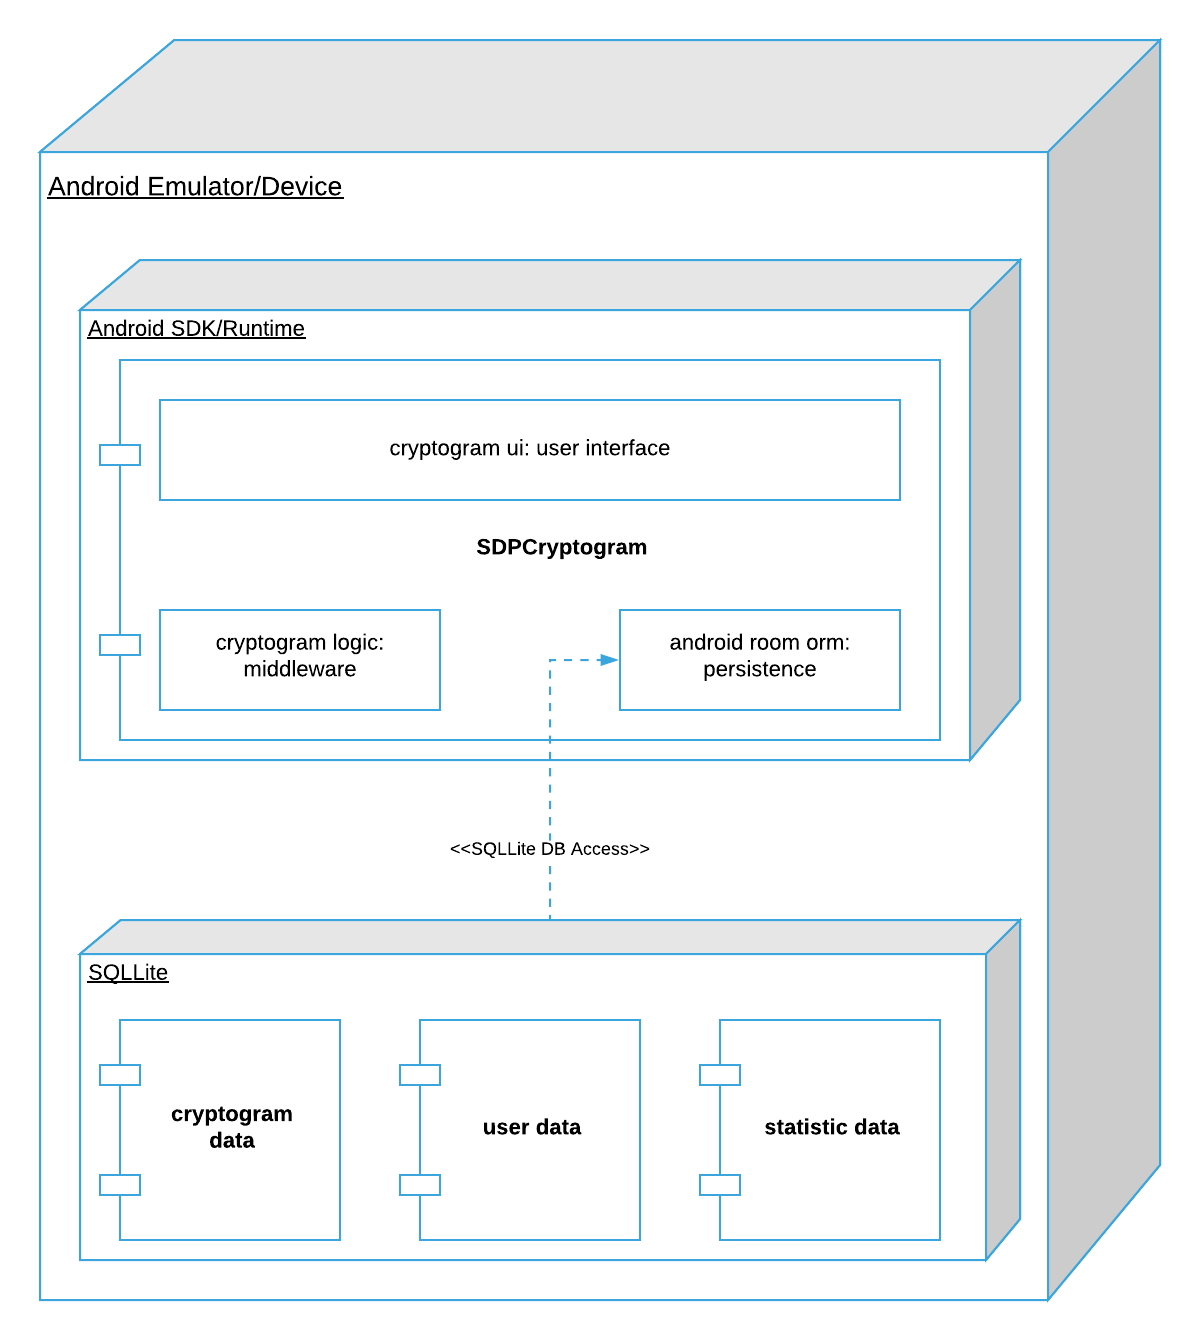 Android Emulator/Device
Android SDK/Runtime
cryptogram ui: user interface
SDPCryptogram
cryptogram logic:
middleware
android room orm:
persistence
<<SQLLite DB Access>>
SQLLite
cryptogram
data
user data
statistic data